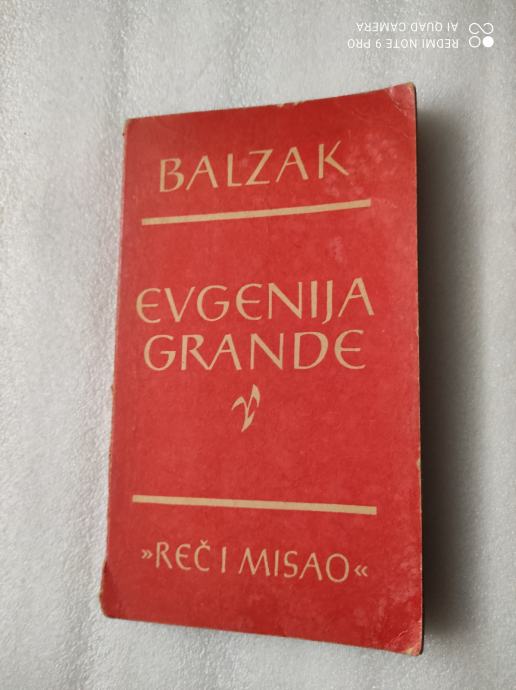 REDMI NOTE 9 PRO
AI QUAD CAMERA
BALZAK
EVGENIJA
GRANDE
»REČ I MISAO«